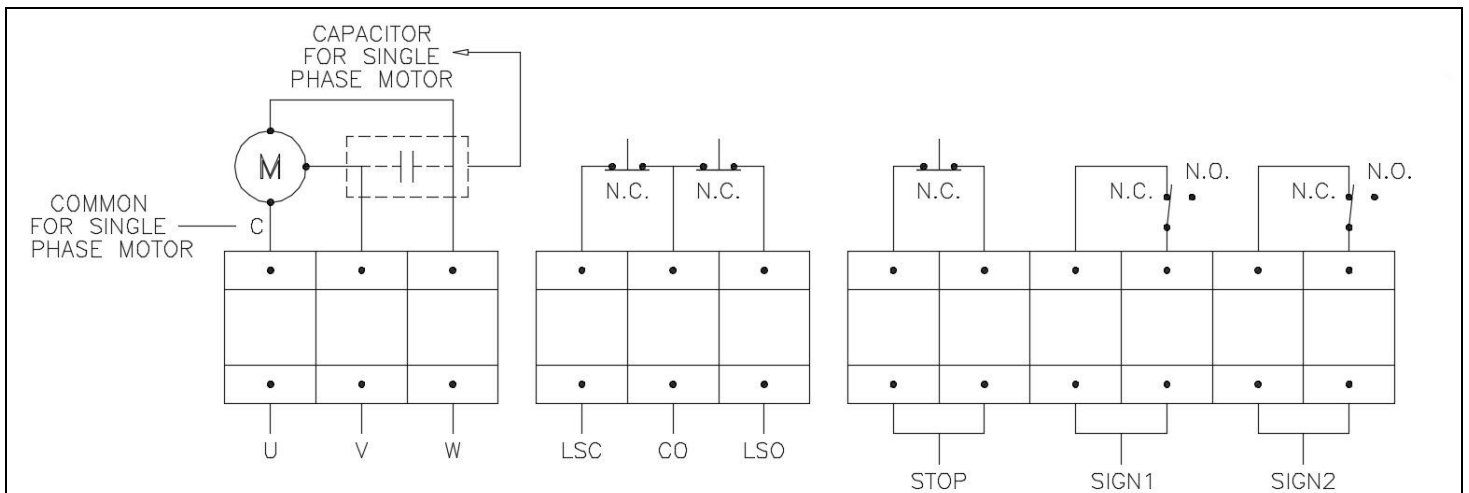 CAPACITOR
FOR SINGLE
PHASE MOTOR
M
COMMON
FOR SINGLE
PHASE MOTOR
C
N.C.
N.C.
N.C.
N.C.
N.O.
N.C.
N.O.
U
V
W
LSC
CO
LSO
STOP
SIGN1
SIGN2